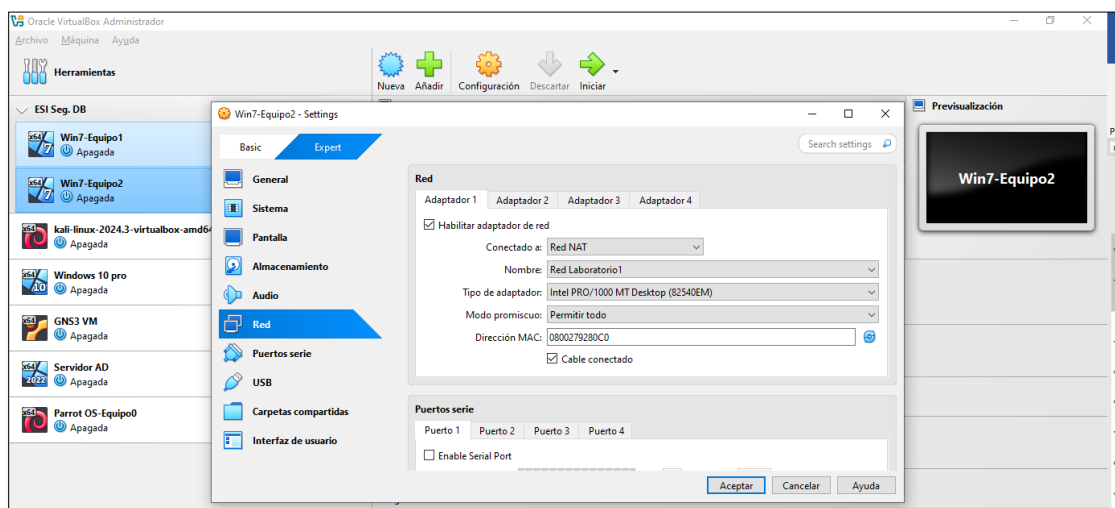 Oracle VirtualBox Administrador
Archivo Máquina Ayuda
Herramientas
Nueva Añadir Configuración Descartar Iniciar
ESI Seg. DB
Win7-Equipo1
Apagada
Win7-Equipo2
Apagada
kali-linux-2024.3-virtualbox-amd64
Apagada
Windows 10 pro
Apagada
GNS3 VM
Apagada
Servidor AD
Apagada
Parrot OS-Equipo0
Apagada
Win7-Equipo2 - Settings
Basic Expert
Search settings
General
Sistema
Pantalla
Almacenamiento
Audio
Red
Puertos serie
USB
Carpetas compartidas
Interfaz de usuario
Red
Adaptador 1 Adaptador 2 Adaptador 3 Adaptador 4
Habilitar adaptador de red
Conectado a: Red NAT
Nombre: Red Laboratorio1
Tipo de adaptador: Intel PRO/1000 MT Desktop (82540EM)
Modo promiscuo: Permitir todo
Dirección MAC: 0800279280C0
Cable conectado
Puertos serie
Puerto 1 Puerto 2 Puerto 3 Puerto 4
Enable Serial Port
Aceptar Cancelar Ayuda
Previsualización
Win7-Equipo2